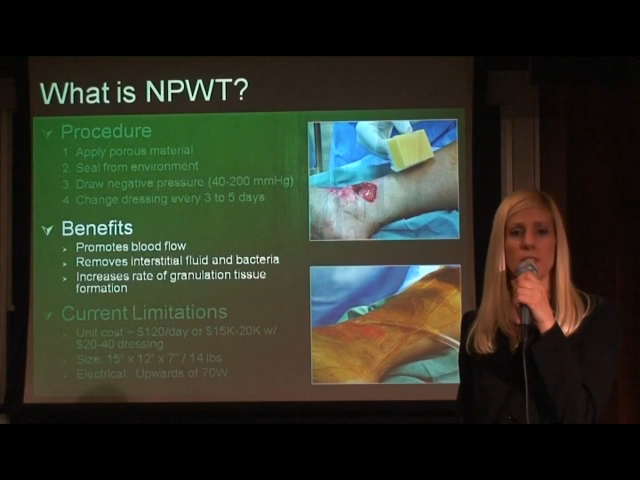 What is NPWT?
Procedure
1 Apply porous material
2 Seal from environment
3 Draw negative pressure (40-200 mmHg)
4 Change dressing every 3 to 5 days
Benefits
Promotes blood flow
Removes interstitial fluid and bacteria
Increases rate of granulation tissue
formation
Current Limitations
Unit cost ~ $120/day or $15K-20K w/
$20-40 dressing
Size: 15" x 12" x 7" / 14 lbs
Electrical: Upwards of 70W